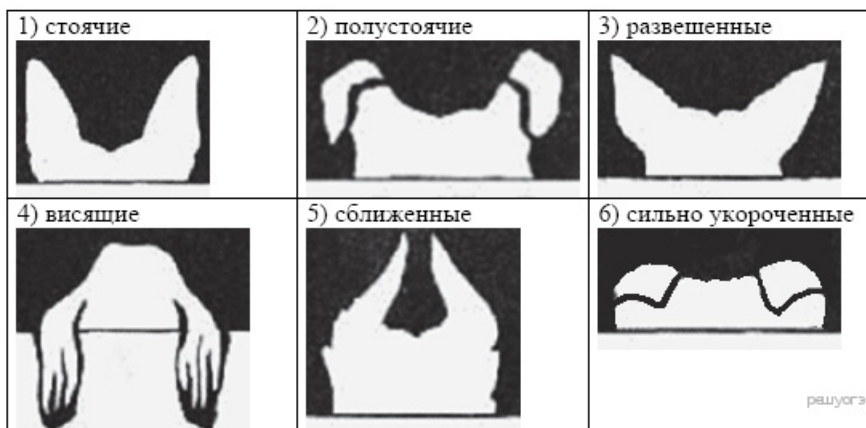 1) стоячие
2) полустоячие
3) развешенные
4) висящие
5) сближенные
6) сильно укороченные
решуогэ